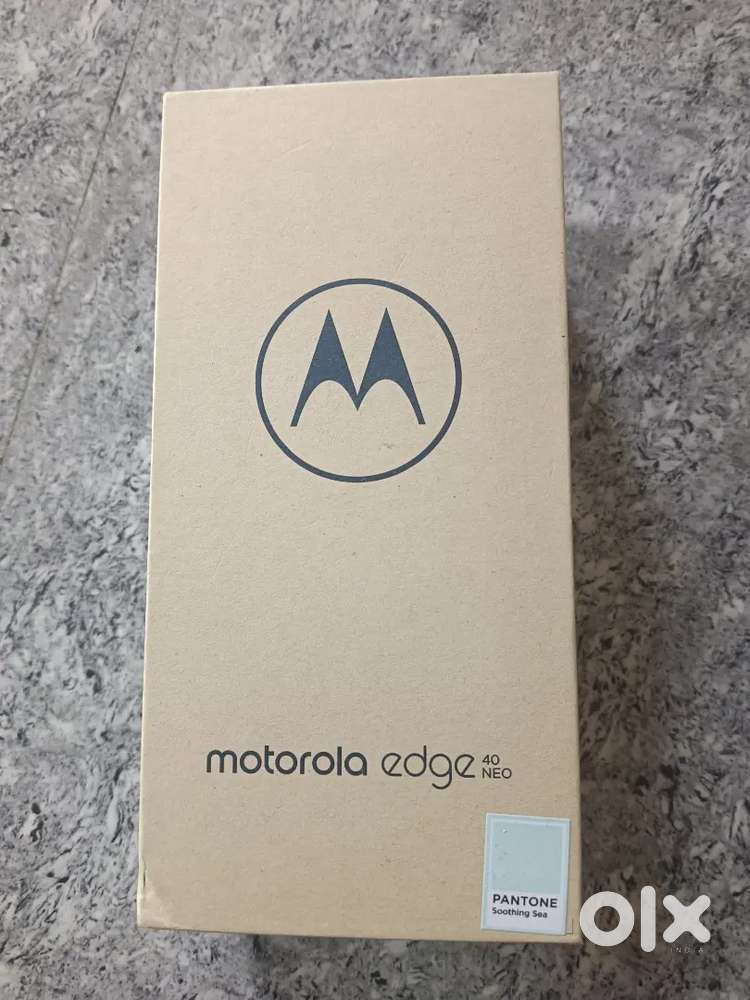 motorola edge 40
NEO
PANTONE
Soothing Sea
olx
INDIA